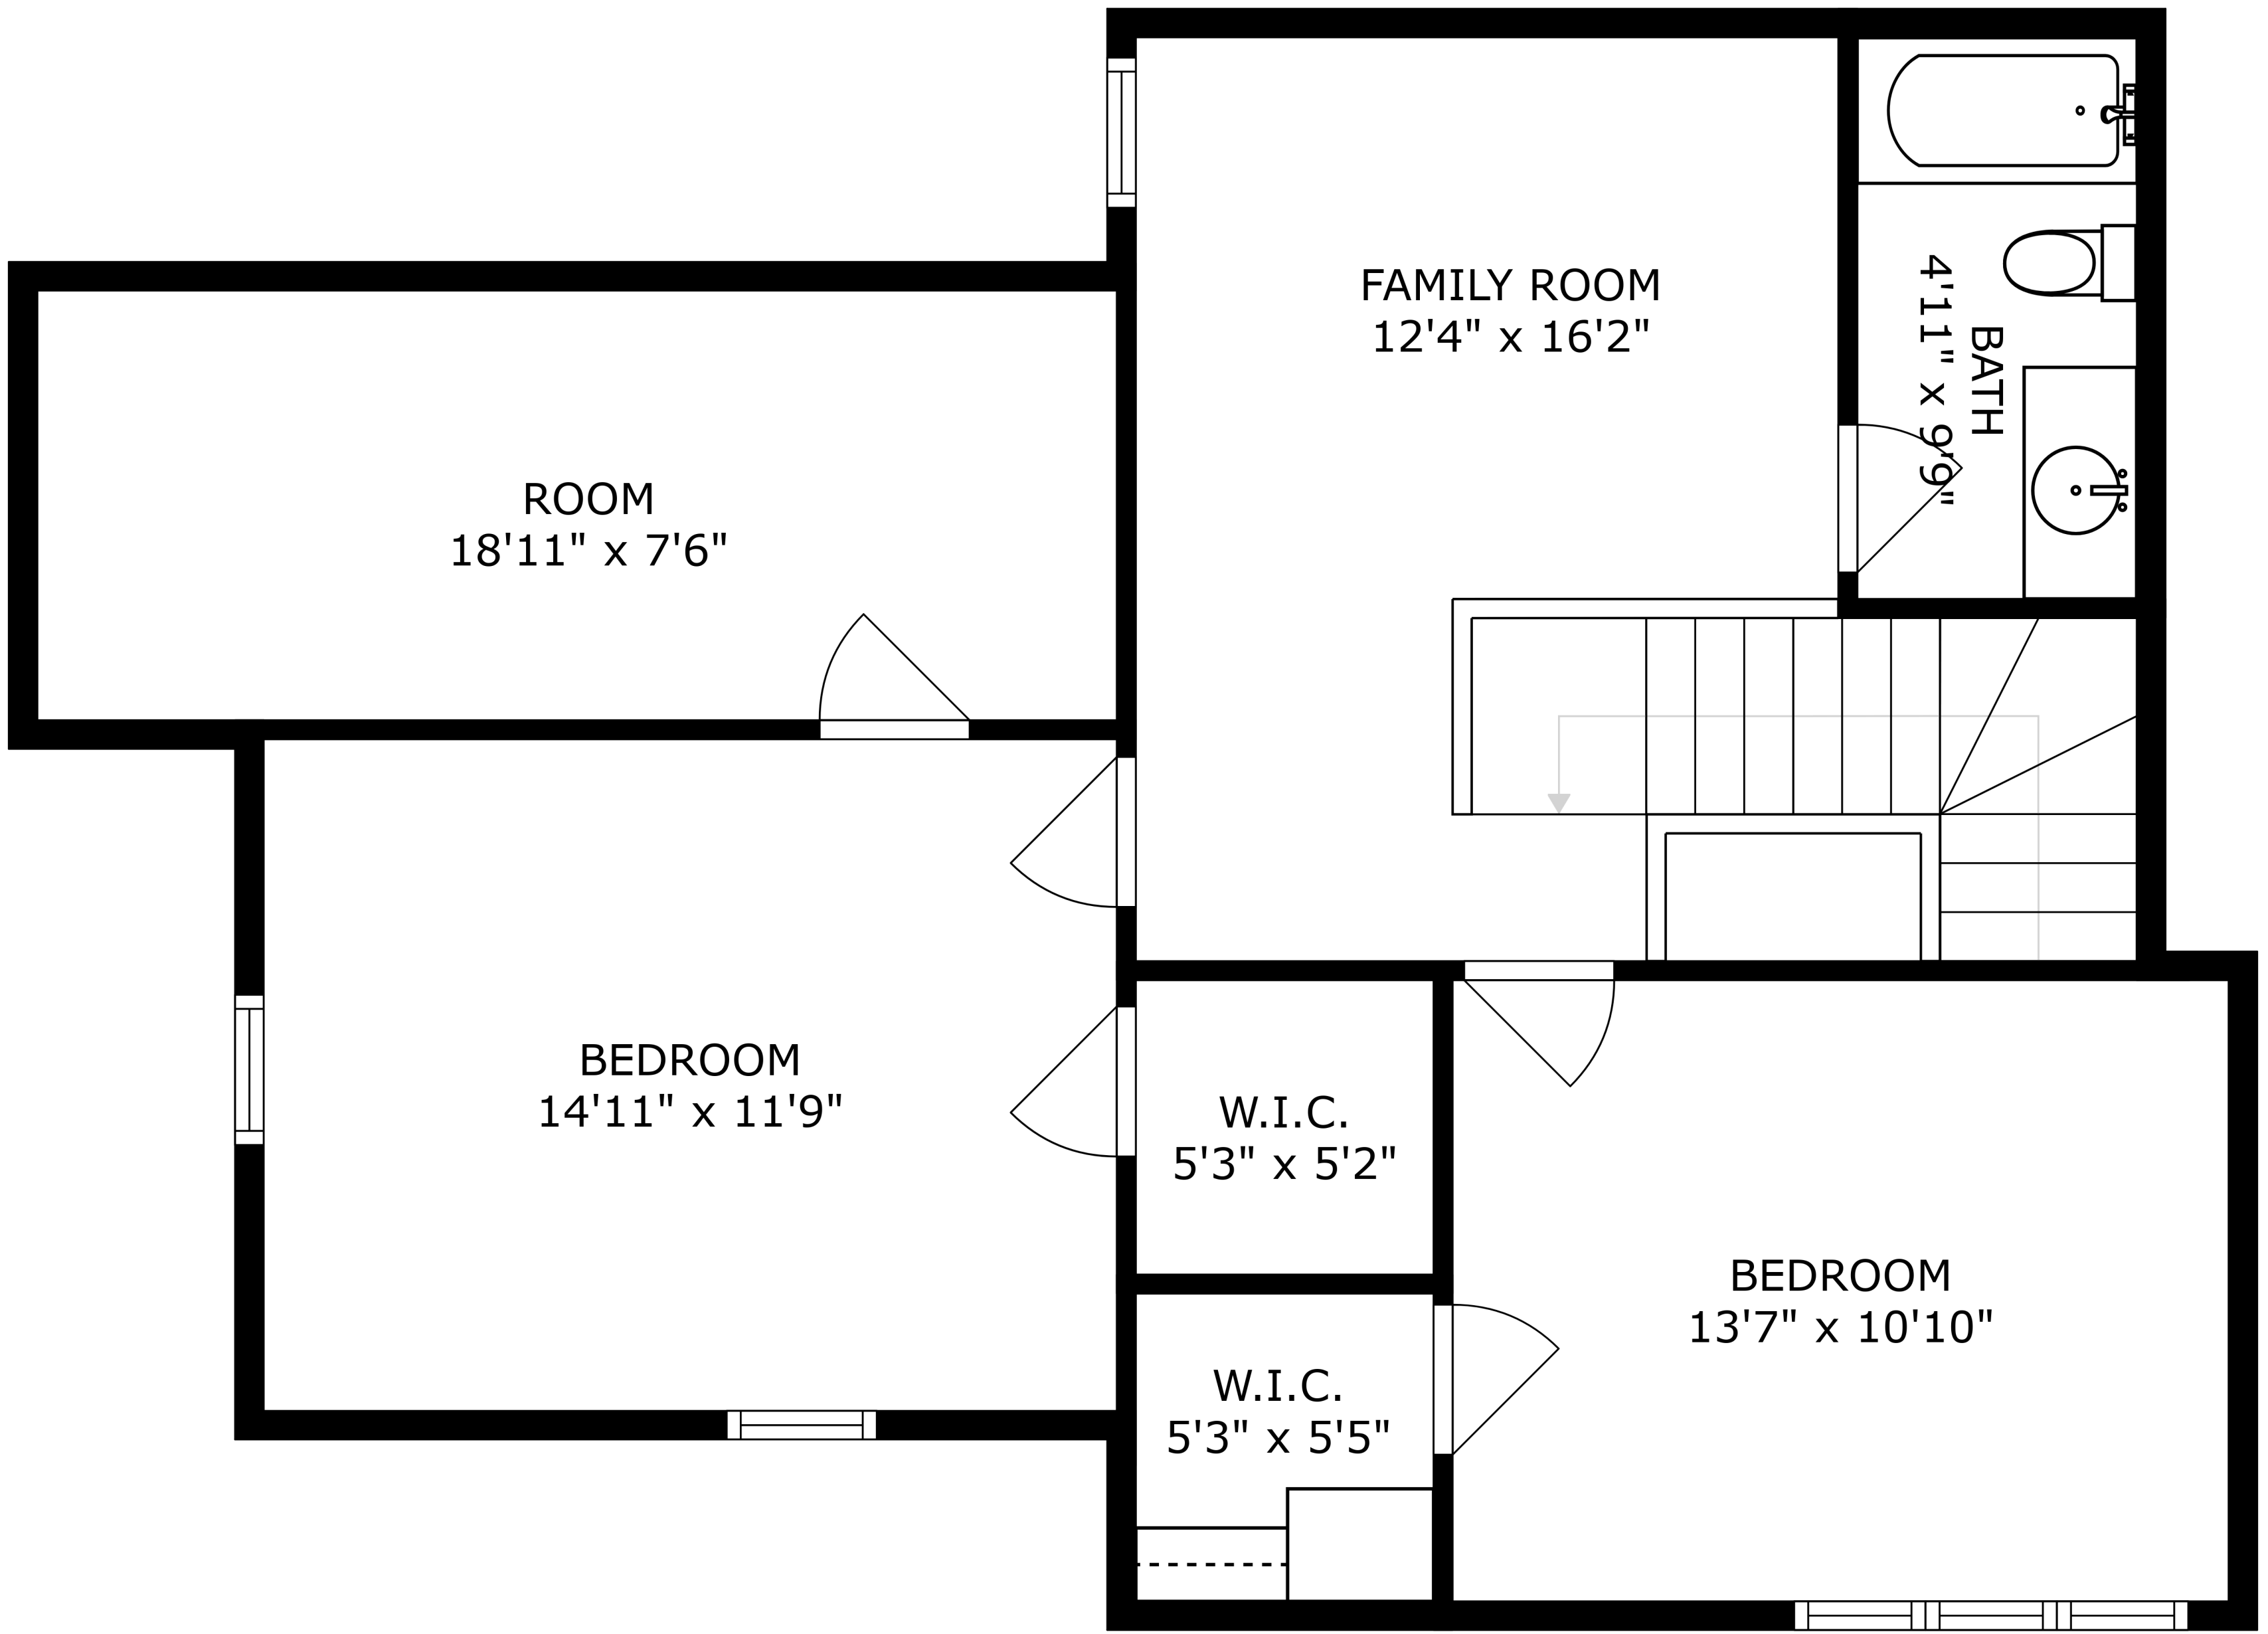 FAMILY ROOM
12'4" x 16'2"
BATH
4'11" x 9'9"
ROOM
18'11" x 7'6"
BEDROOM
14'11" x 11'9"
W.I.C.
5'3" x 5'2"
W.I.C.
5'3" x 5'5"
BEDROOM
13'7" x 10'10"